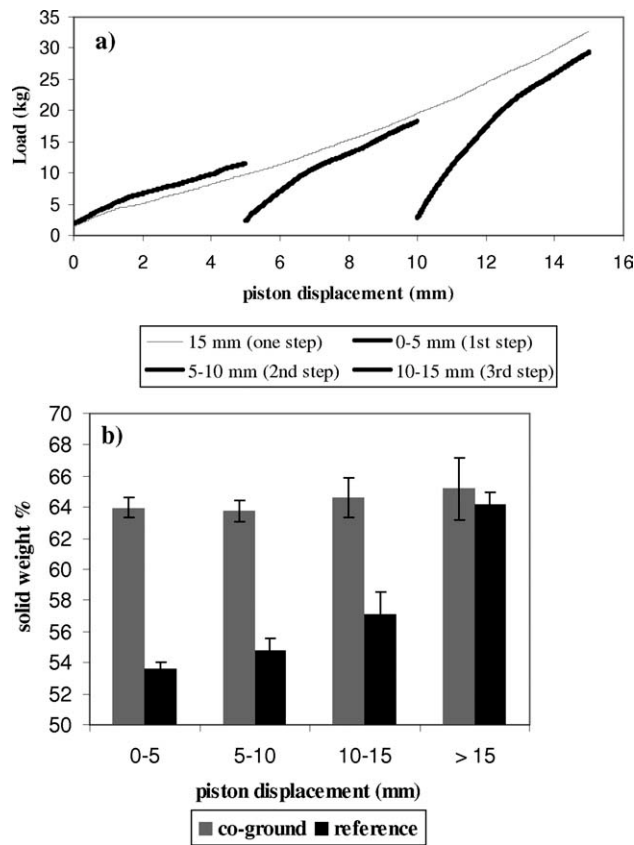 a)
Load (kg)
35
30
25
20
15
10
5
0
0 2 4 6 8 10 12 14 16
piston displacement (mm)
15 mm (one step) 0-5 mm (1st step)
5-10 mm (2nd step) 10-15 mm (3rd step)
b)
solid weight %
70
68
66
64
62
60
58
56
54
52
50
0-5 5-10 10-15 > 15
piston displacement (mm)
co-ground reference